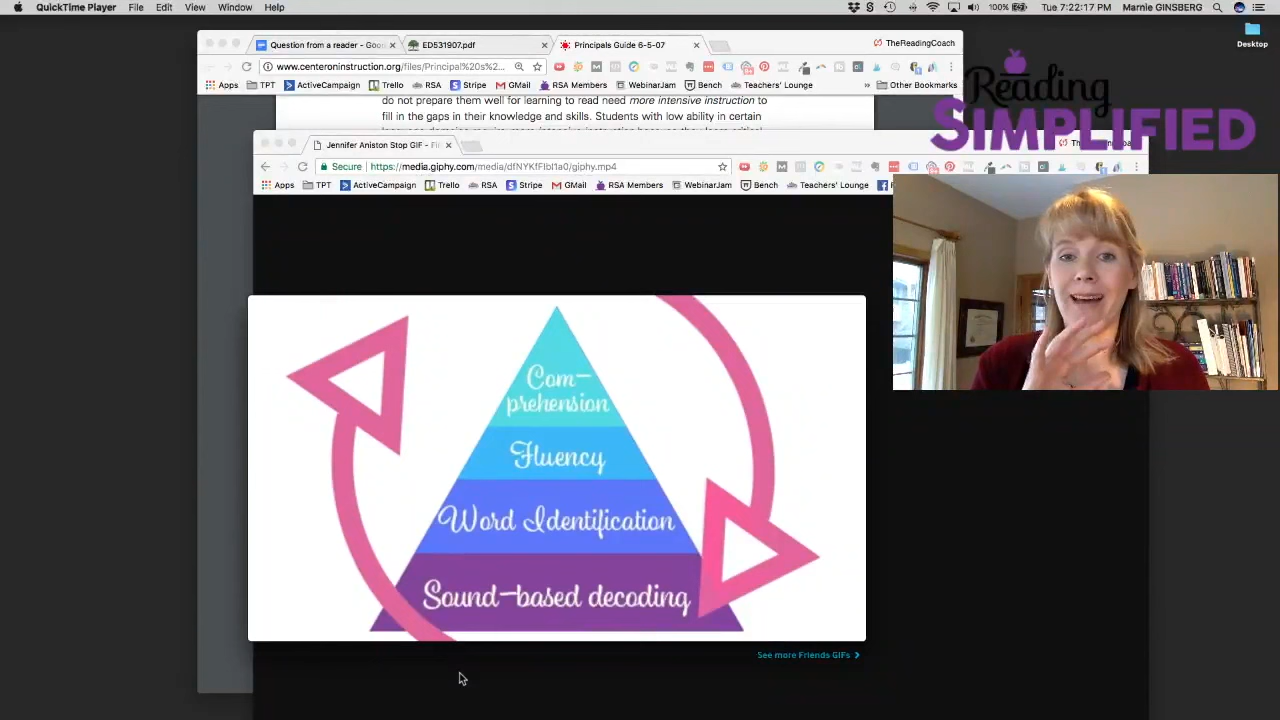 QuickTime Player File Edit View Window Help
100% Tue 7:22:17 PM Marnie GINSBERG
Desktop
Question from a reader - Goo
ED531907.pdf
Principals Guide 6-5-07
TheReadingCoach
www.centeroninstruction.org/files/Principal%20s%2...
Apps TPT ActiveCampaign Trello RSA Stripe GMail RSA Members WebinarJam Bench Teachers' Lounge Other Bookmarks
do not prepare them well for learning to read need more intensive instruction to
fill in the gaps in their knowledge and skills. Students with low ability in certain
Reading
SIMPLIFIED
Jennifer Aniston Stop GIF - Fi
Secure https://media.giphy.com/media/dfNYKfFIbI1a0/giphy.mp4
Apps TPT ActiveCampaign Trello RSA Stripe GMail RSA Members WebinarJam Bench Teachers' Lounge
Com-
prehension
Fluency
Word Identification
Sound-based decoding
See more Friends GIFs